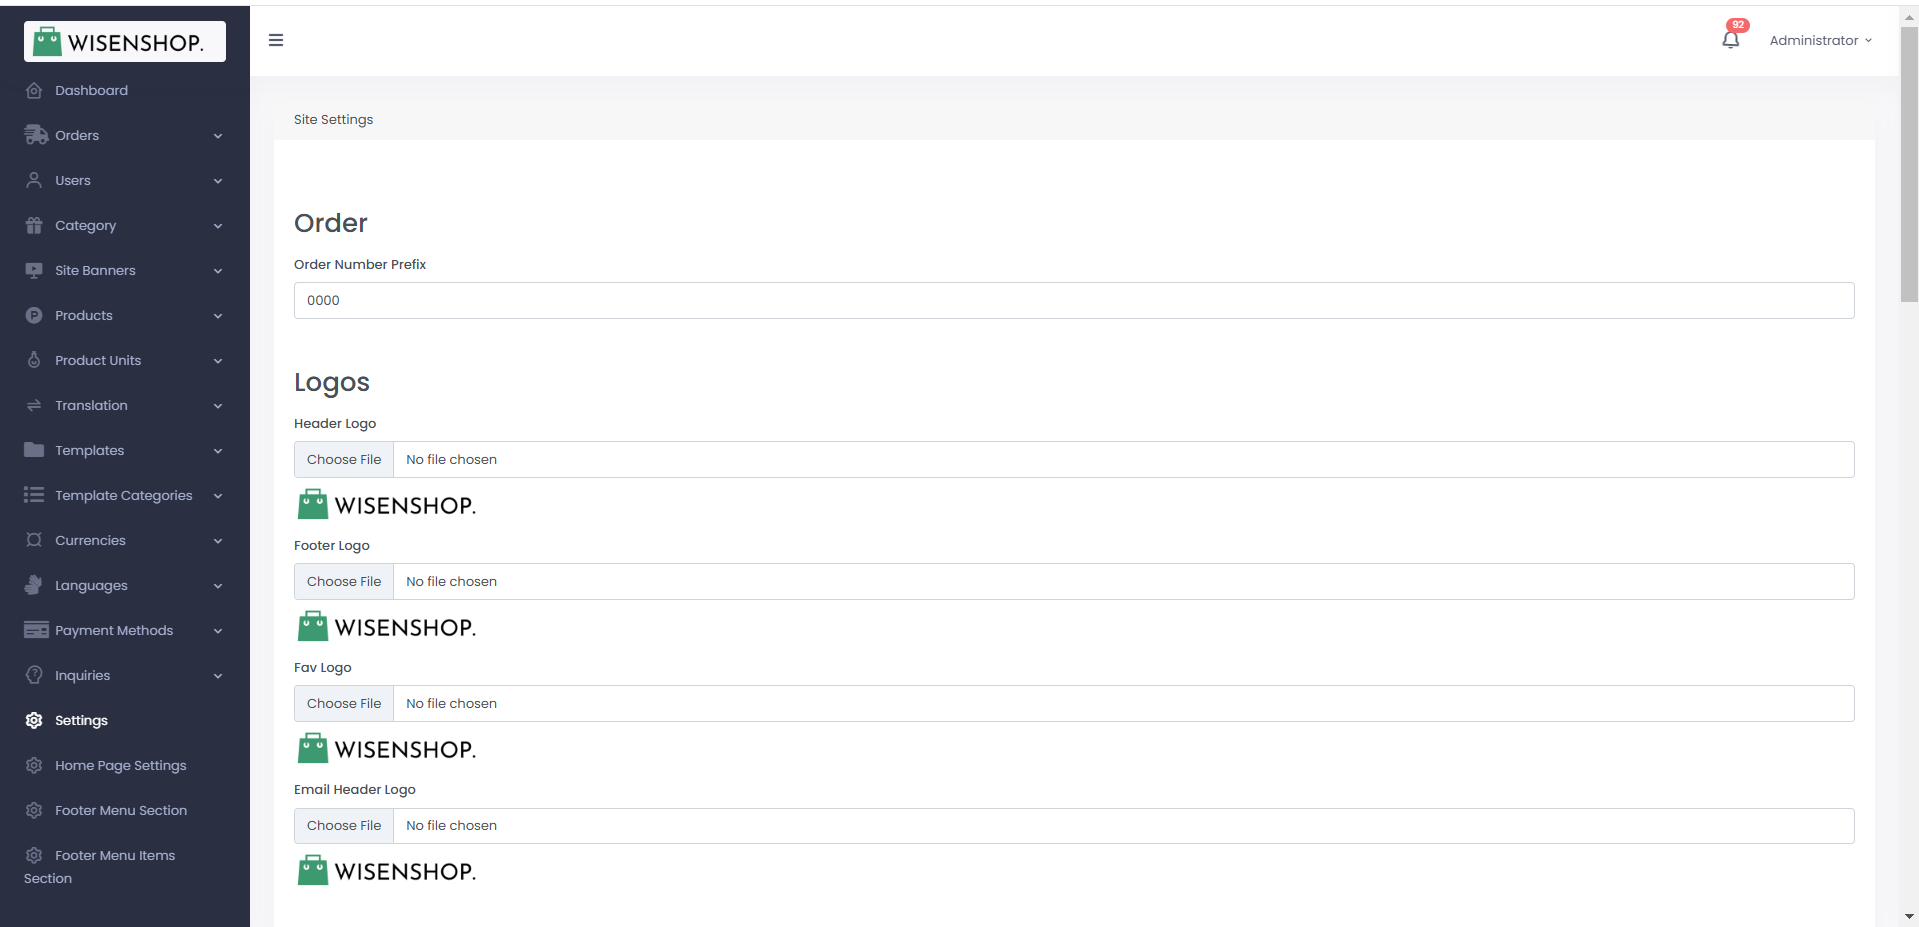 WISENSHOP.
92
Administrator
Dashboard
Orders
Users
Category
Site Banners
Products
Product Units
Translation
Templates
Template Categories
Currencies
Languages
Payment Methods
Inquiries
Settings
Home Page Settings
Footer Menu Section
Footer Menu Items
Section
Site Settings
Order
Order Number Prefix
0000
Logos
Header Logo
Choose File No file chosen
WISENSHOP.
Footer Logo
Choose File No file chosen
WISENSHOP.
Fav Logo
Choose File No file chosen
WISENSHOP.
Email Header Logo
Choose File No file chosen
WISENSHOP.